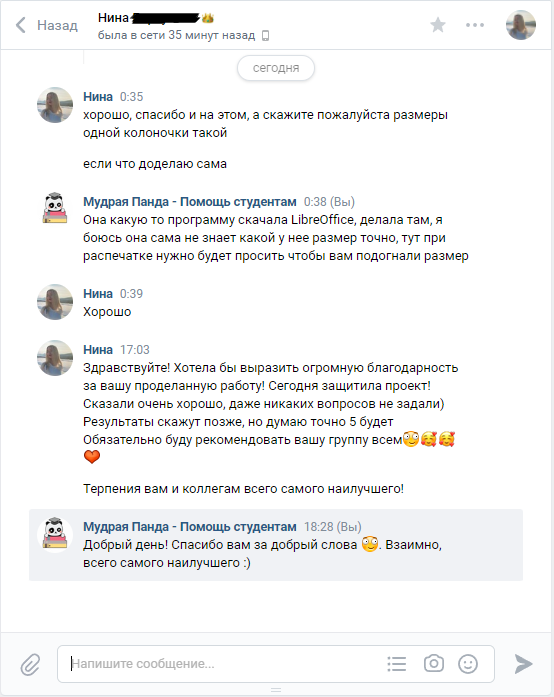 Назад
Нина
была в сети 35 минут назад
сегодня
Нина 0:35
хорошо, спасибо и на этом, а скажите пожалуйста размеры
одной колоночки такой
если что доделаю сама
Мудрая Панда - Помощь студентам 0:38 (Вы)
Она какую то программу скачала LibreOffice, делала там, я
боюсь она сама не знает какой у нее размер точно, тут при
распечатке нужно будет просить чтобы вам подогнали размер
Нина 0:39
Хорошо
Нина 17:03
Здравствуйте! Хотела бы выразить огромную благодарность
за вашу проделанную работу! Сегодня защитила проект!
Сказали очень хорошо, даже никаких вопросов не задали)
Результаты скажут позже, но думаю точно 5 будет
Обязательно буду рекомендовать вашу группу всем😳🥰🥰
❤
Терпения вам и коллегам всего самого наилучшего!
Мудрая Панда - Помощь студентам 18:28 (Вы)
Добрый день! Спасибо вам за добрый слова 😳. Взаимно,
всего самого наилучшего :)
Напишите сообщение...